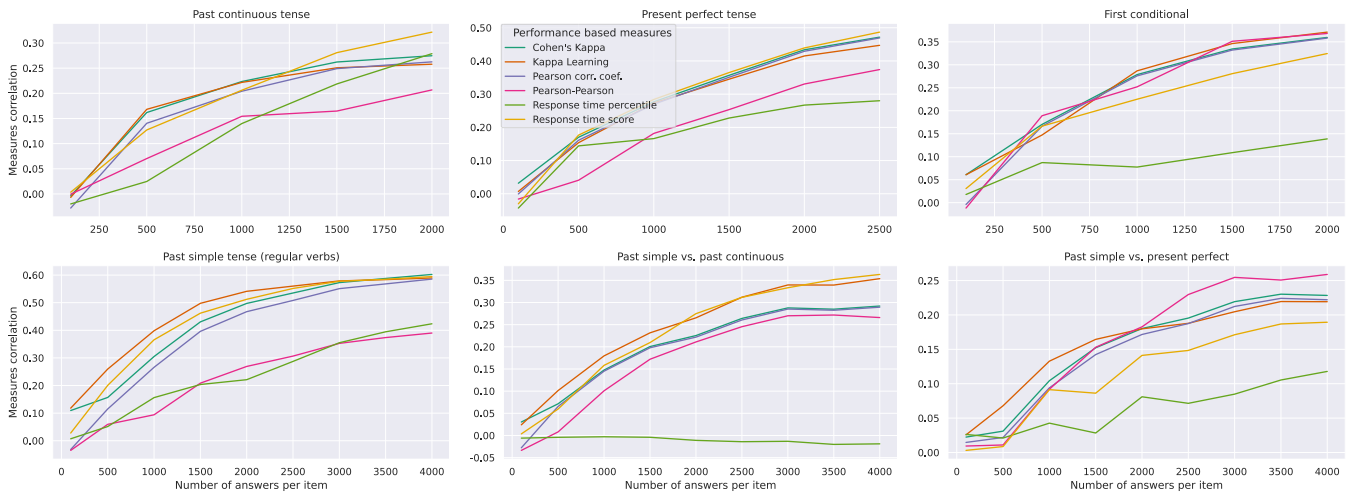 Past continuous tense
Measures correlation
0.30
0.25
0.20
0.15
0.10
0.05
0.00
250 500 750 1000 1250 1500 1750 2000
Present perfect tense
0.50
0.40
0.30
0.20
0.10
0.00
Performance based measures
Cohen's Kappa
Kappa Learning
Pearson corr. coef.
Pearson-Pearson
Response time percentile
Response time score
0 500 1000 1500 2000 2500
First conditional
0.35
0.30
0.25
0.20
0.15
0.10
0.05
0.00
250 500 750 1000 1250 1500 1750 2000
Past simple tense (regular verbs)
Measures correlation
0.60
0.50
0.40
0.30
0.20
0.10
0.00
0 500 1000 1500 2000 2500 3000 3500 4000
Number of answers per item
Past simple vs. past continuous
0.35
0.30
0.25
0.20
0.15
0.10
0.05
0.00
-0.05
0 500 1000 1500 2000 2500 3000 3500 4000
Number of answers per item
Past simple vs. present perfect
0.25
0.20
0.15
0.10
0.05
0.00
0 500 1000 1500 2000 2500 3000 3500 4000
Number of answers per item